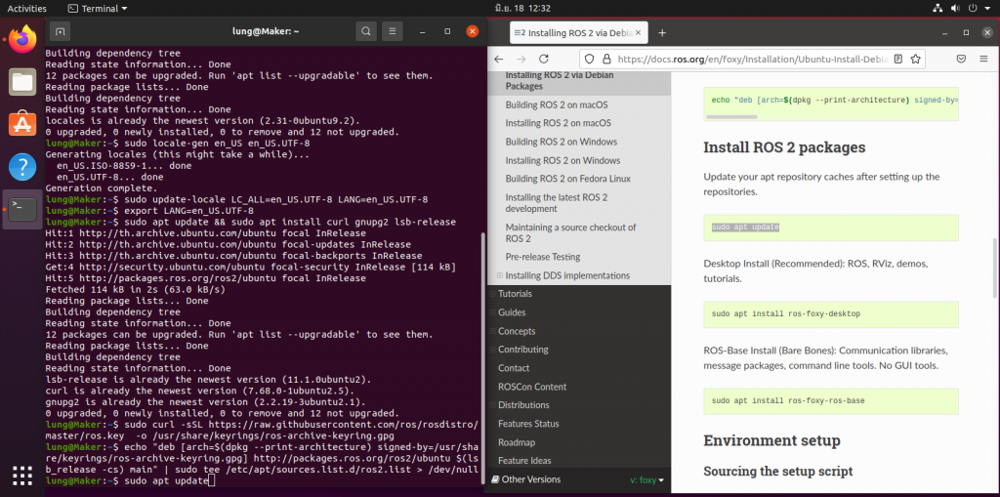 Activities
Terminal
มิ.ย. 18 12:32
lung@Maker: ~
Building dependency tree
Reading state information... Done
12 packages can be upgraded. Run 'apt list --upgradable' to see them.
Reading package lists... Done
Building dependency tree
Reading state information... Done
locales is already the newest version (2.31-0ubuntu9.2).
0 upgraded, 0 newly installed, 0 to remove and 12 not upgraded.
lung@Maker:~$ sudo locale-gen en_US en_US.UTF-8
Generating locales (this might take a while)...
en_US.ISO-8859-1... done
en_US.UTF-8... done
Generation complete.
lung@Maker:~$ sudo update-locale LC_ALL=en_US.UTF-8 LANG=en_US.UTF-8
lung@Maker:~$ export LANG=en_US.UTF-8
lung@Maker:~$ sudo apt update && sudo apt install curl gnupg2 lsb-release
Hit:1 http://th.archive.ubuntu.com/ubuntu focal InRelease
Hit:2 http://th.archive.ubuntu.com/ubuntu focal-updates InRelease
Hit:3 http://th.archive.ubuntu.com/ubuntu focal-backports InRelease
Get:4 http://security.ubuntu.com/ubuntu focal-security InRelease [114 kB]
Hit:5 http://packages.ros.org/ros2/ubuntu focal InRelease
Fetched 114 kB in 2s (63.0 kB/s)
Reading package lists... Done
Building dependency tree
Reading state information... Done
12 packages can be upgraded. Run 'apt list --upgradable' to see them.
Reading package lists... Done
Building dependency tree
Reading state information... Done
lsb-release is already the newest version (11.1.0ubuntu2).
curl is already the newest version (7.68.0-1ubuntu2.5).
gnupg2 is already the newest version (2.2.19-3ubuntu2.1).
0 upgraded, 0 newly installed, 0 to remove and 12 not upgraded.
lung@Maker:~$ sudo curl -sSL https://raw.githubusercontent.com/ros/rosdistro/
master/ros.key  -o /usr/share/keyrings/ros-archive-keyring.gpg
lung@Maker:~$ echo "deb [arch=$(dpkg --print-architecture) signed-by=/usr/sha
re/keyrings/ros-archive-keyring.gpg] http://packages.ros.org/ros2/ubuntu $(ls
b_release -cs) main" | sudo tee /etc/apt/sources.list.d/ros2.list > /dev/null
lung@Maker:~$ sudo apt update
Installing ROS 2 via Debia
https://docs.ros.org/en/foxy/Installation/Ubuntu-Install-Debia
Installing ROS 2 via Debian
Packages
Building ROS 2 on macOS
Installing ROS 2 on macOS
Building ROS 2 on Windows
Installing ROS 2 on Windows
Building ROS 2 on Fedora Linux
Installing the latest ROS 2
development
Maintaining a source checkout of
ROS 2
Pre-release Testing
Installing DDS implementations
Tutorials
Guides
Concepts
Contributing
Contact
ROSCon Content
Distributions
Features Status
Roadmap
Feature Ideas
Other Versions
v: foxy
echo "deb [arch=$(dpkg --print-architecture) signed-by=
Install ROS 2 packages
Update your apt repository caches after setting up the
repositories.
sudo apt update
Desktop Install (Recommended): ROS, RViz, demos,
tutorials.
sudo apt install ros-foxy-desktop
ROS-Base Install (Bare Bones): Communication libraries,
message packages, command line tools. No GUI tools.
sudo apt install ros-foxy-ros-base
Environment setup
Sourcing the setup script